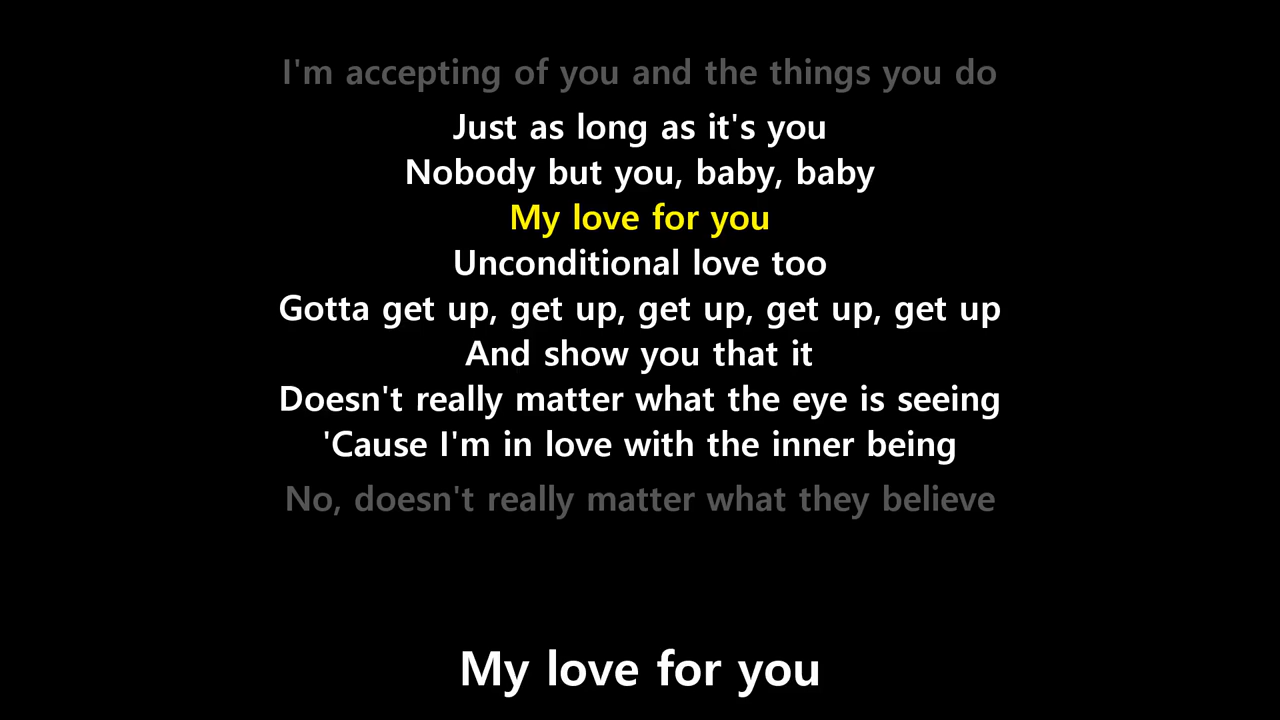 I'm accepting of you and the things you do
Just as long as it's you
Nobody but you, baby, baby
My love for you
Unconditional love too
Gotta get up, get up, get up, get up, get up
And show you that it
Doesn't really matter what the eye is seeing
'Cause I'm in love with the inner being
No, doesn't really matter what they believe
My love for you